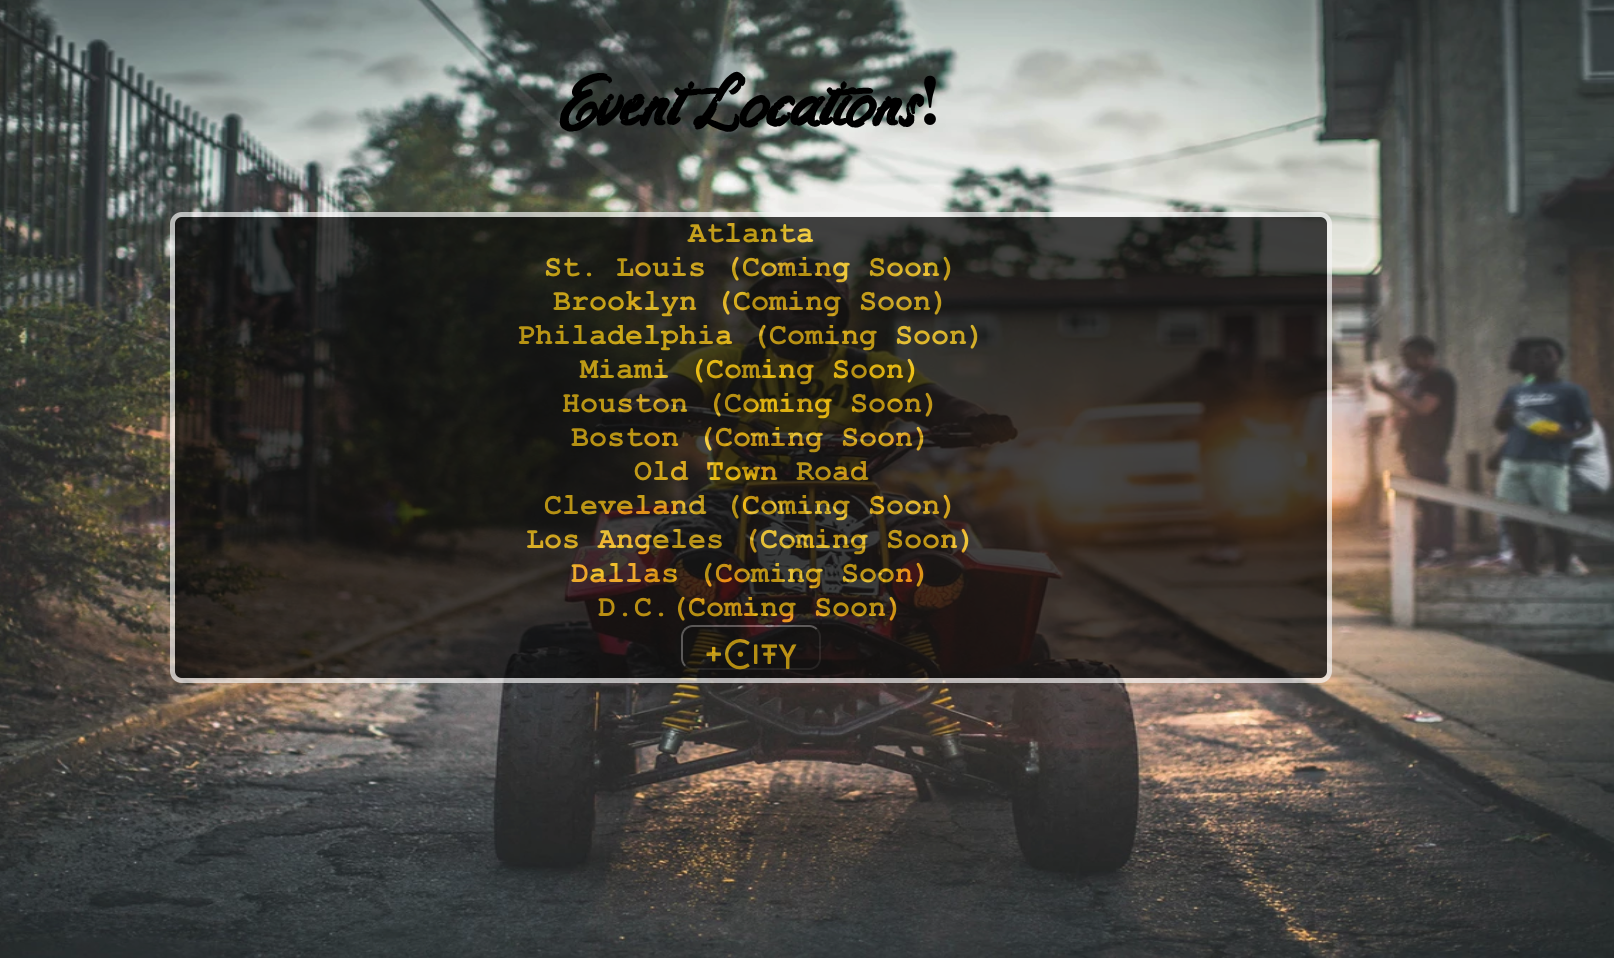 Event Locations!
Atlanta
St. Louis (Coming Soon)
Brooklyn (Coming Soon)
Philadelphia (Coming Soon)
Miami (Coming Soon)
Houston (Coming Soon)
Boston (Coming Soon)
Old Town Road
Cleveland (Coming Soon)
Los Angeles (Coming Soon)
Dallas (Coming Soon)
D.C.(Coming Soon)
+CITY